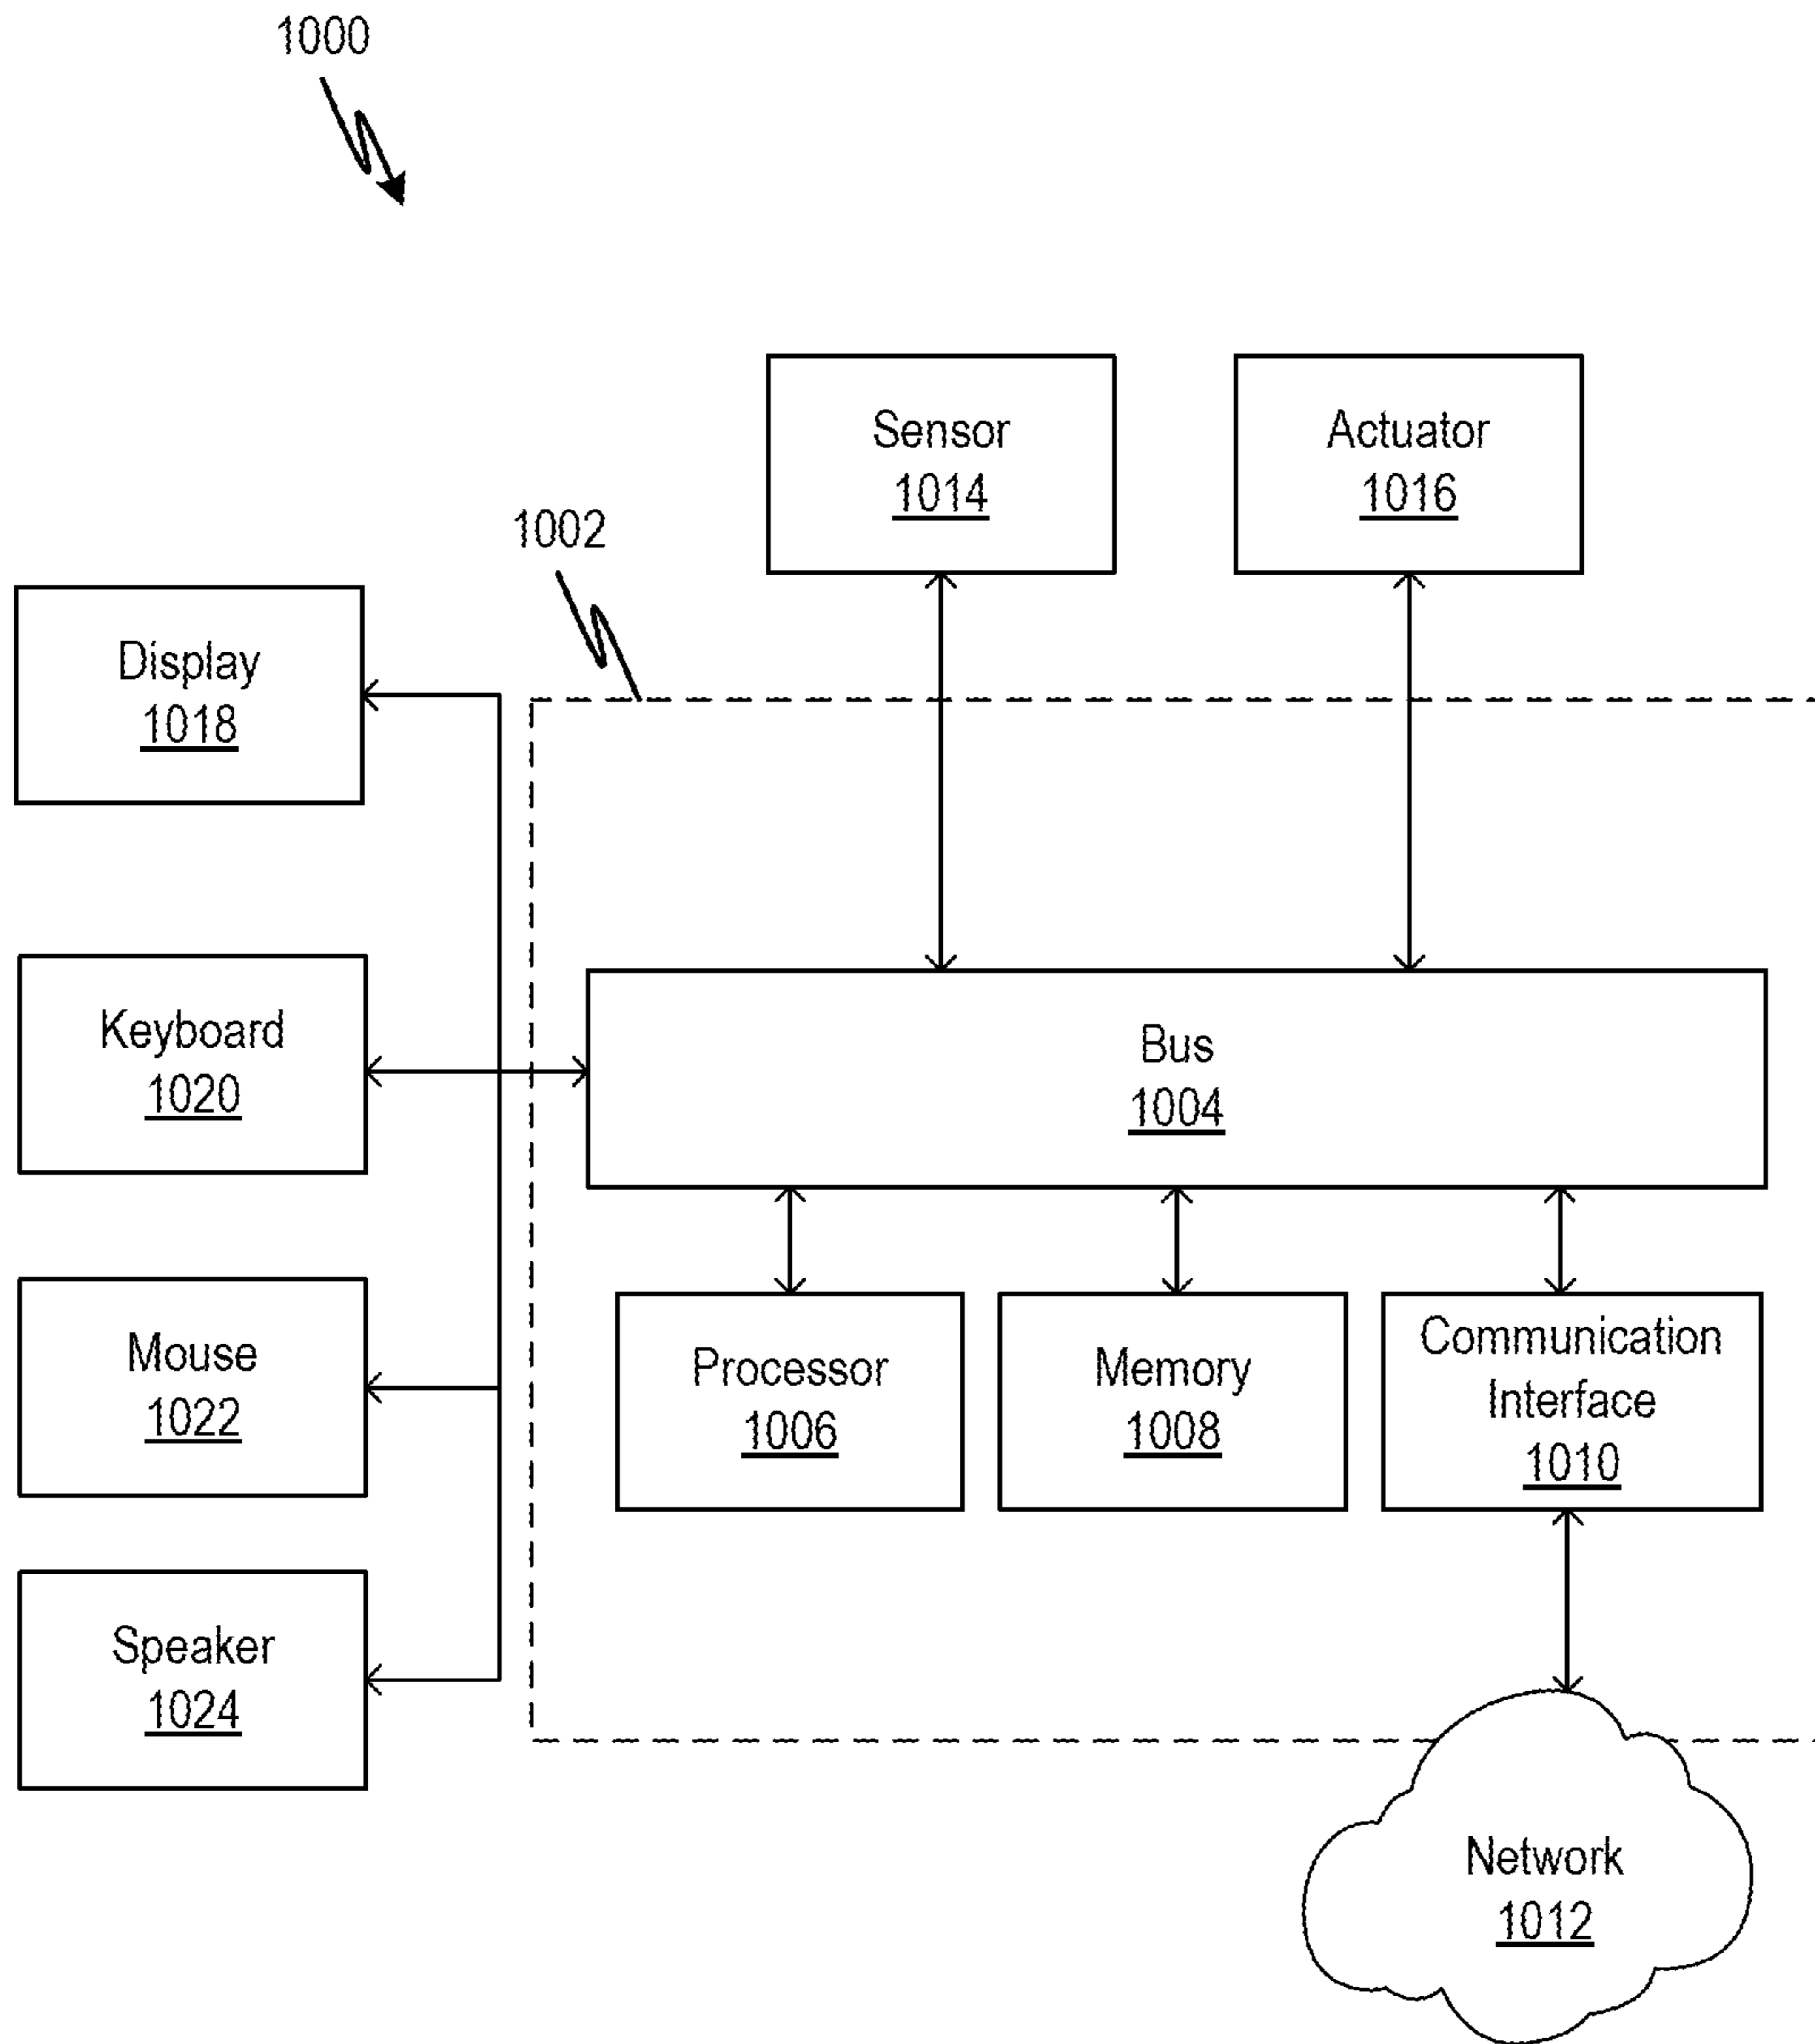 1000
Sensor
1014
Actuator
1016
1002
Display
1018
Keyboard
1020
Bus
1004
Mouse
1022
Processor
1006
Memory
1008
Communication
Interface
1010
Speaker
1024
Network
1012